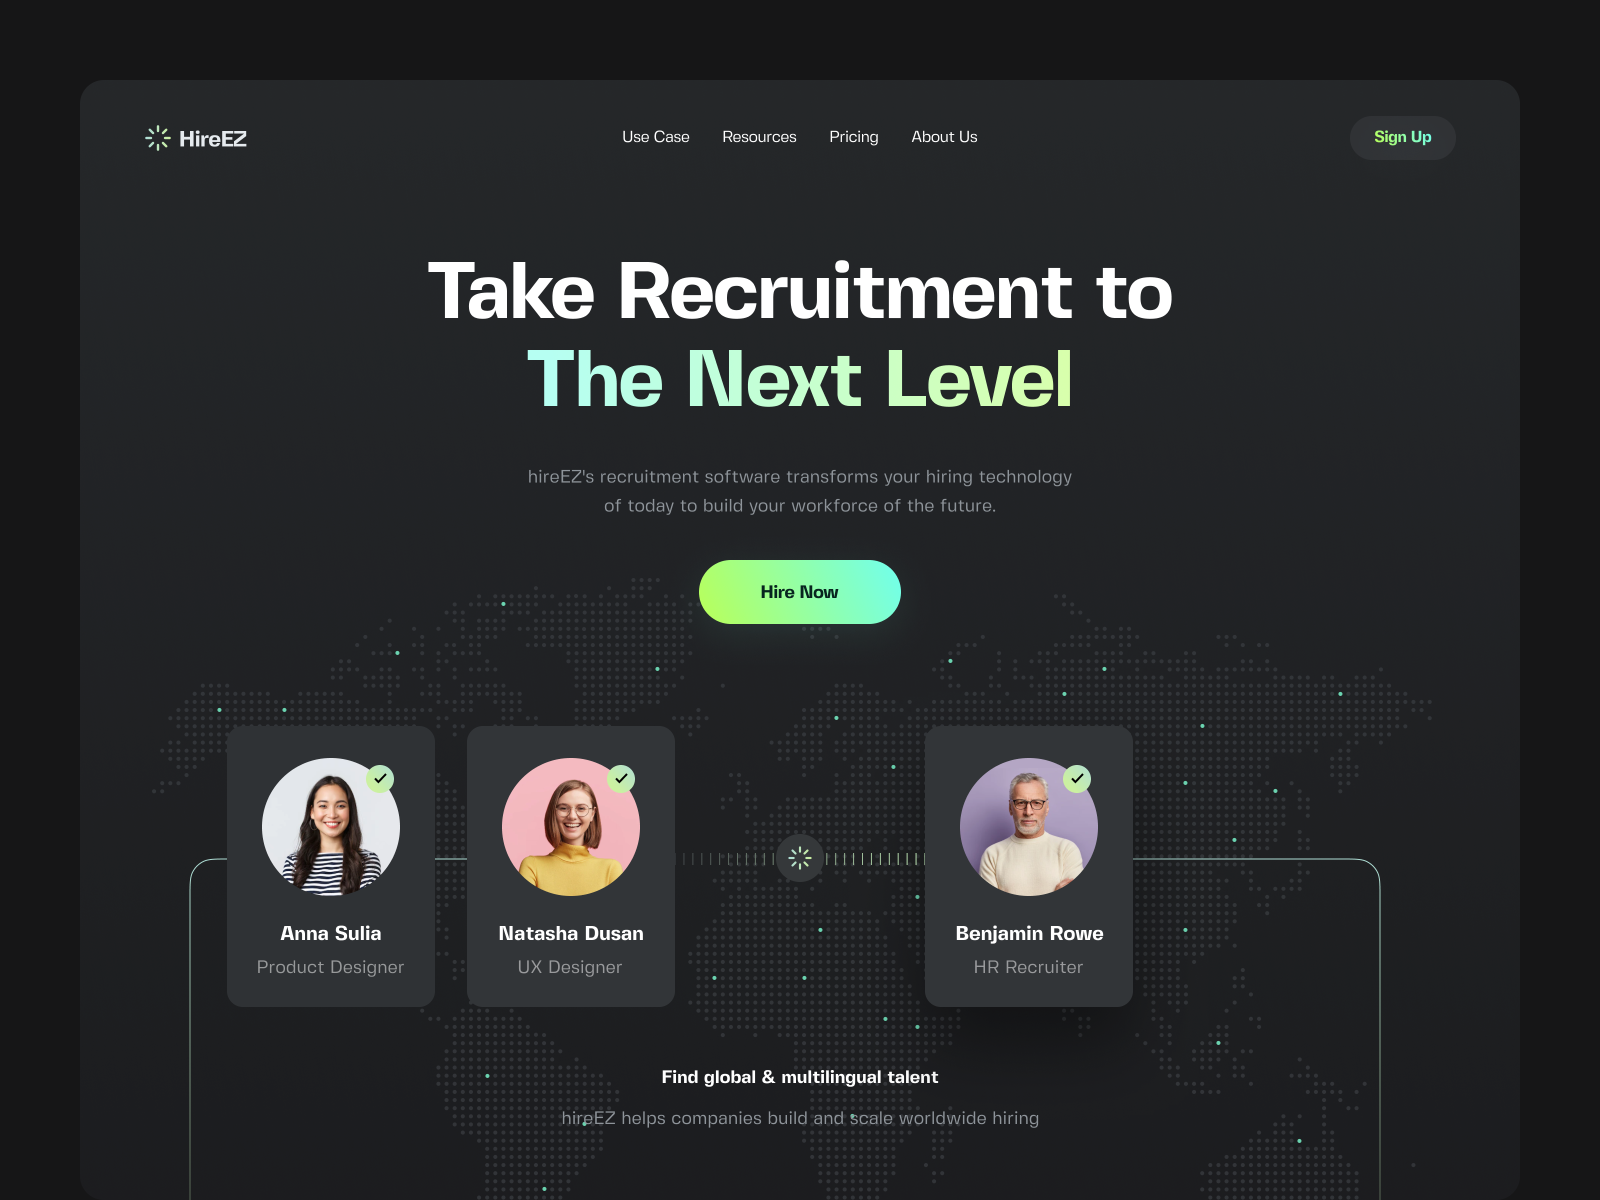 HireEZ
Use Case
Resources
Pricing
About Us
Sign Up
Take Recruitment to
The Next Level
hireEZ's recruitment software transforms your hiring technology
of today to build your workforce of the future.
Hire Now
Anna Sulia
Product Designer
Natasha Dusan
UX Designer
Benjamin Rowe
HR Recruiter
Find global & multilingual talent
hireEZ helps companies build and scale worldwide hiring